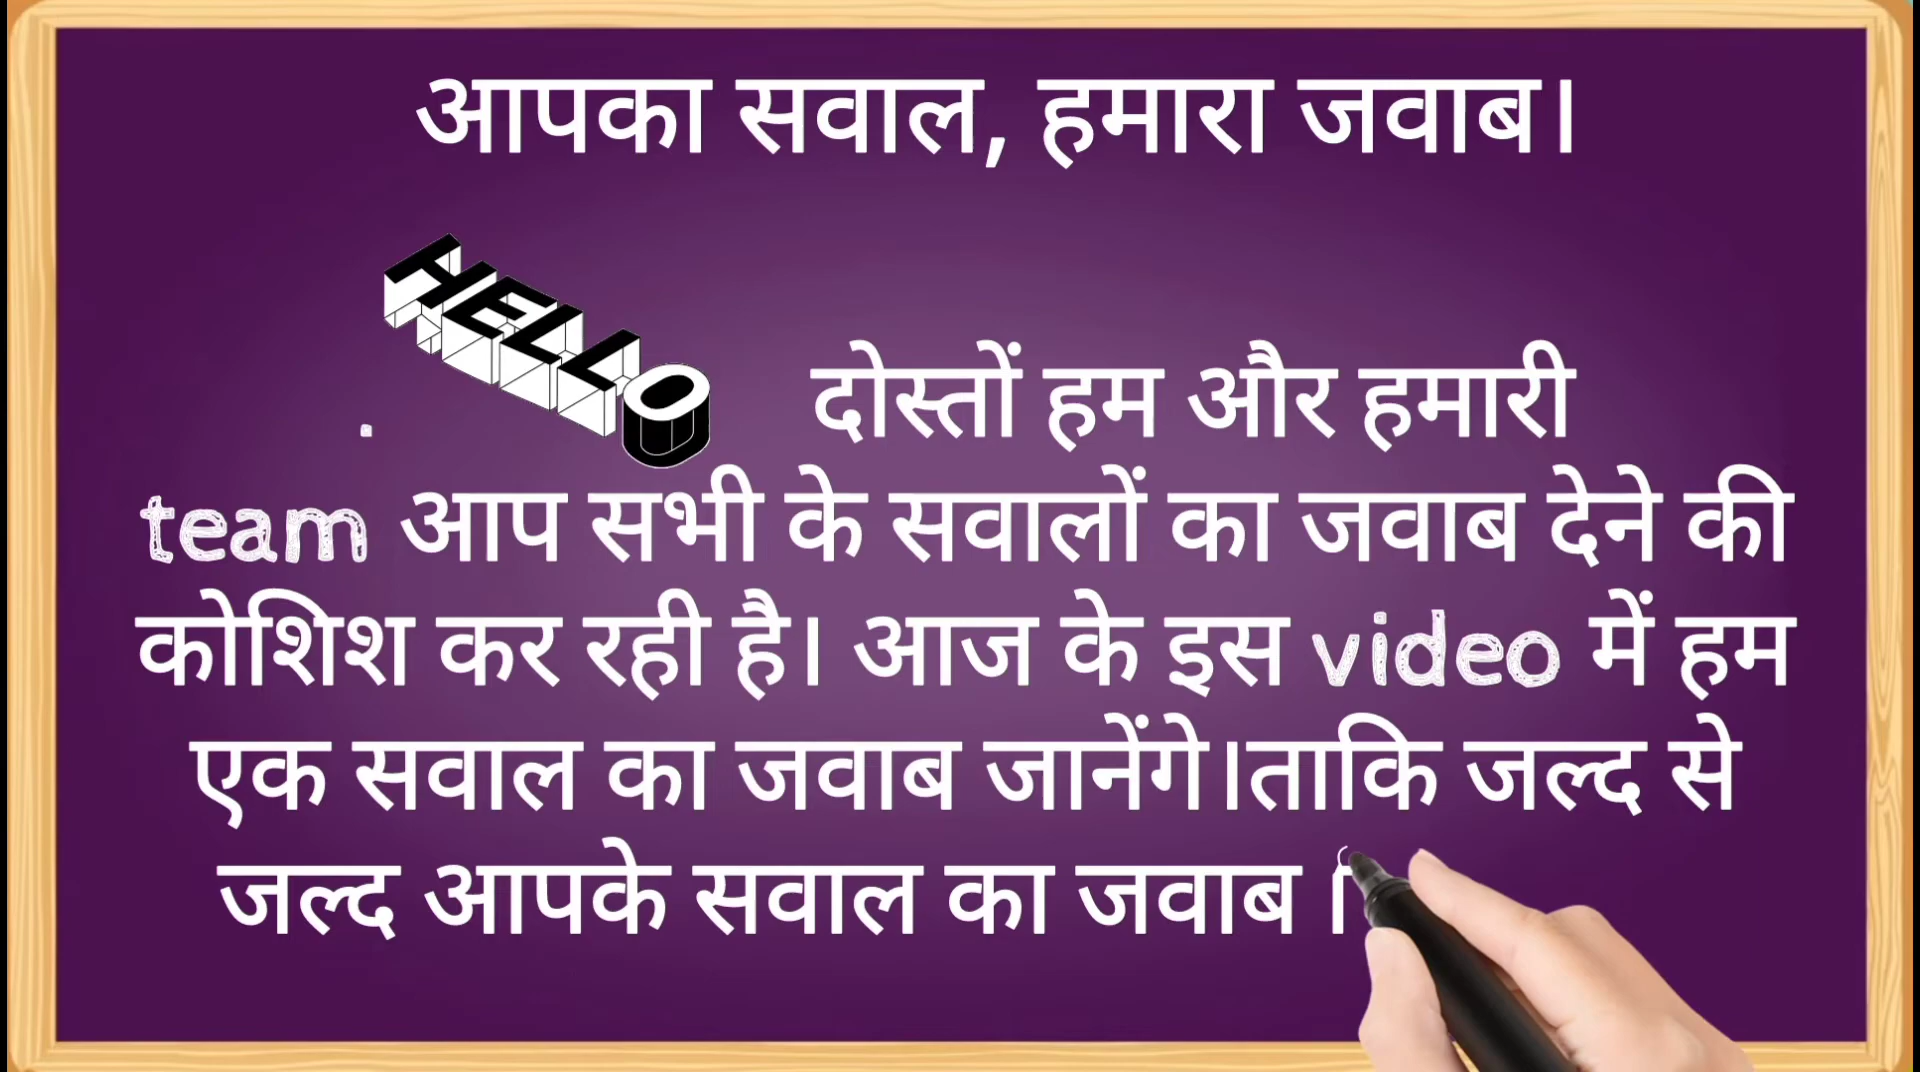 आपका सवाल, हमारा जवाब।
HELLO
. दोस्तों हम और हमारी
team आप सभी के सवालों का जवाब देने की
कोशिश कर रही है। आज के इस video में हम
एक सवाल का जवाब जानेंगे।ताकि जल्द से
जल्द आपके सवाल का जवाब